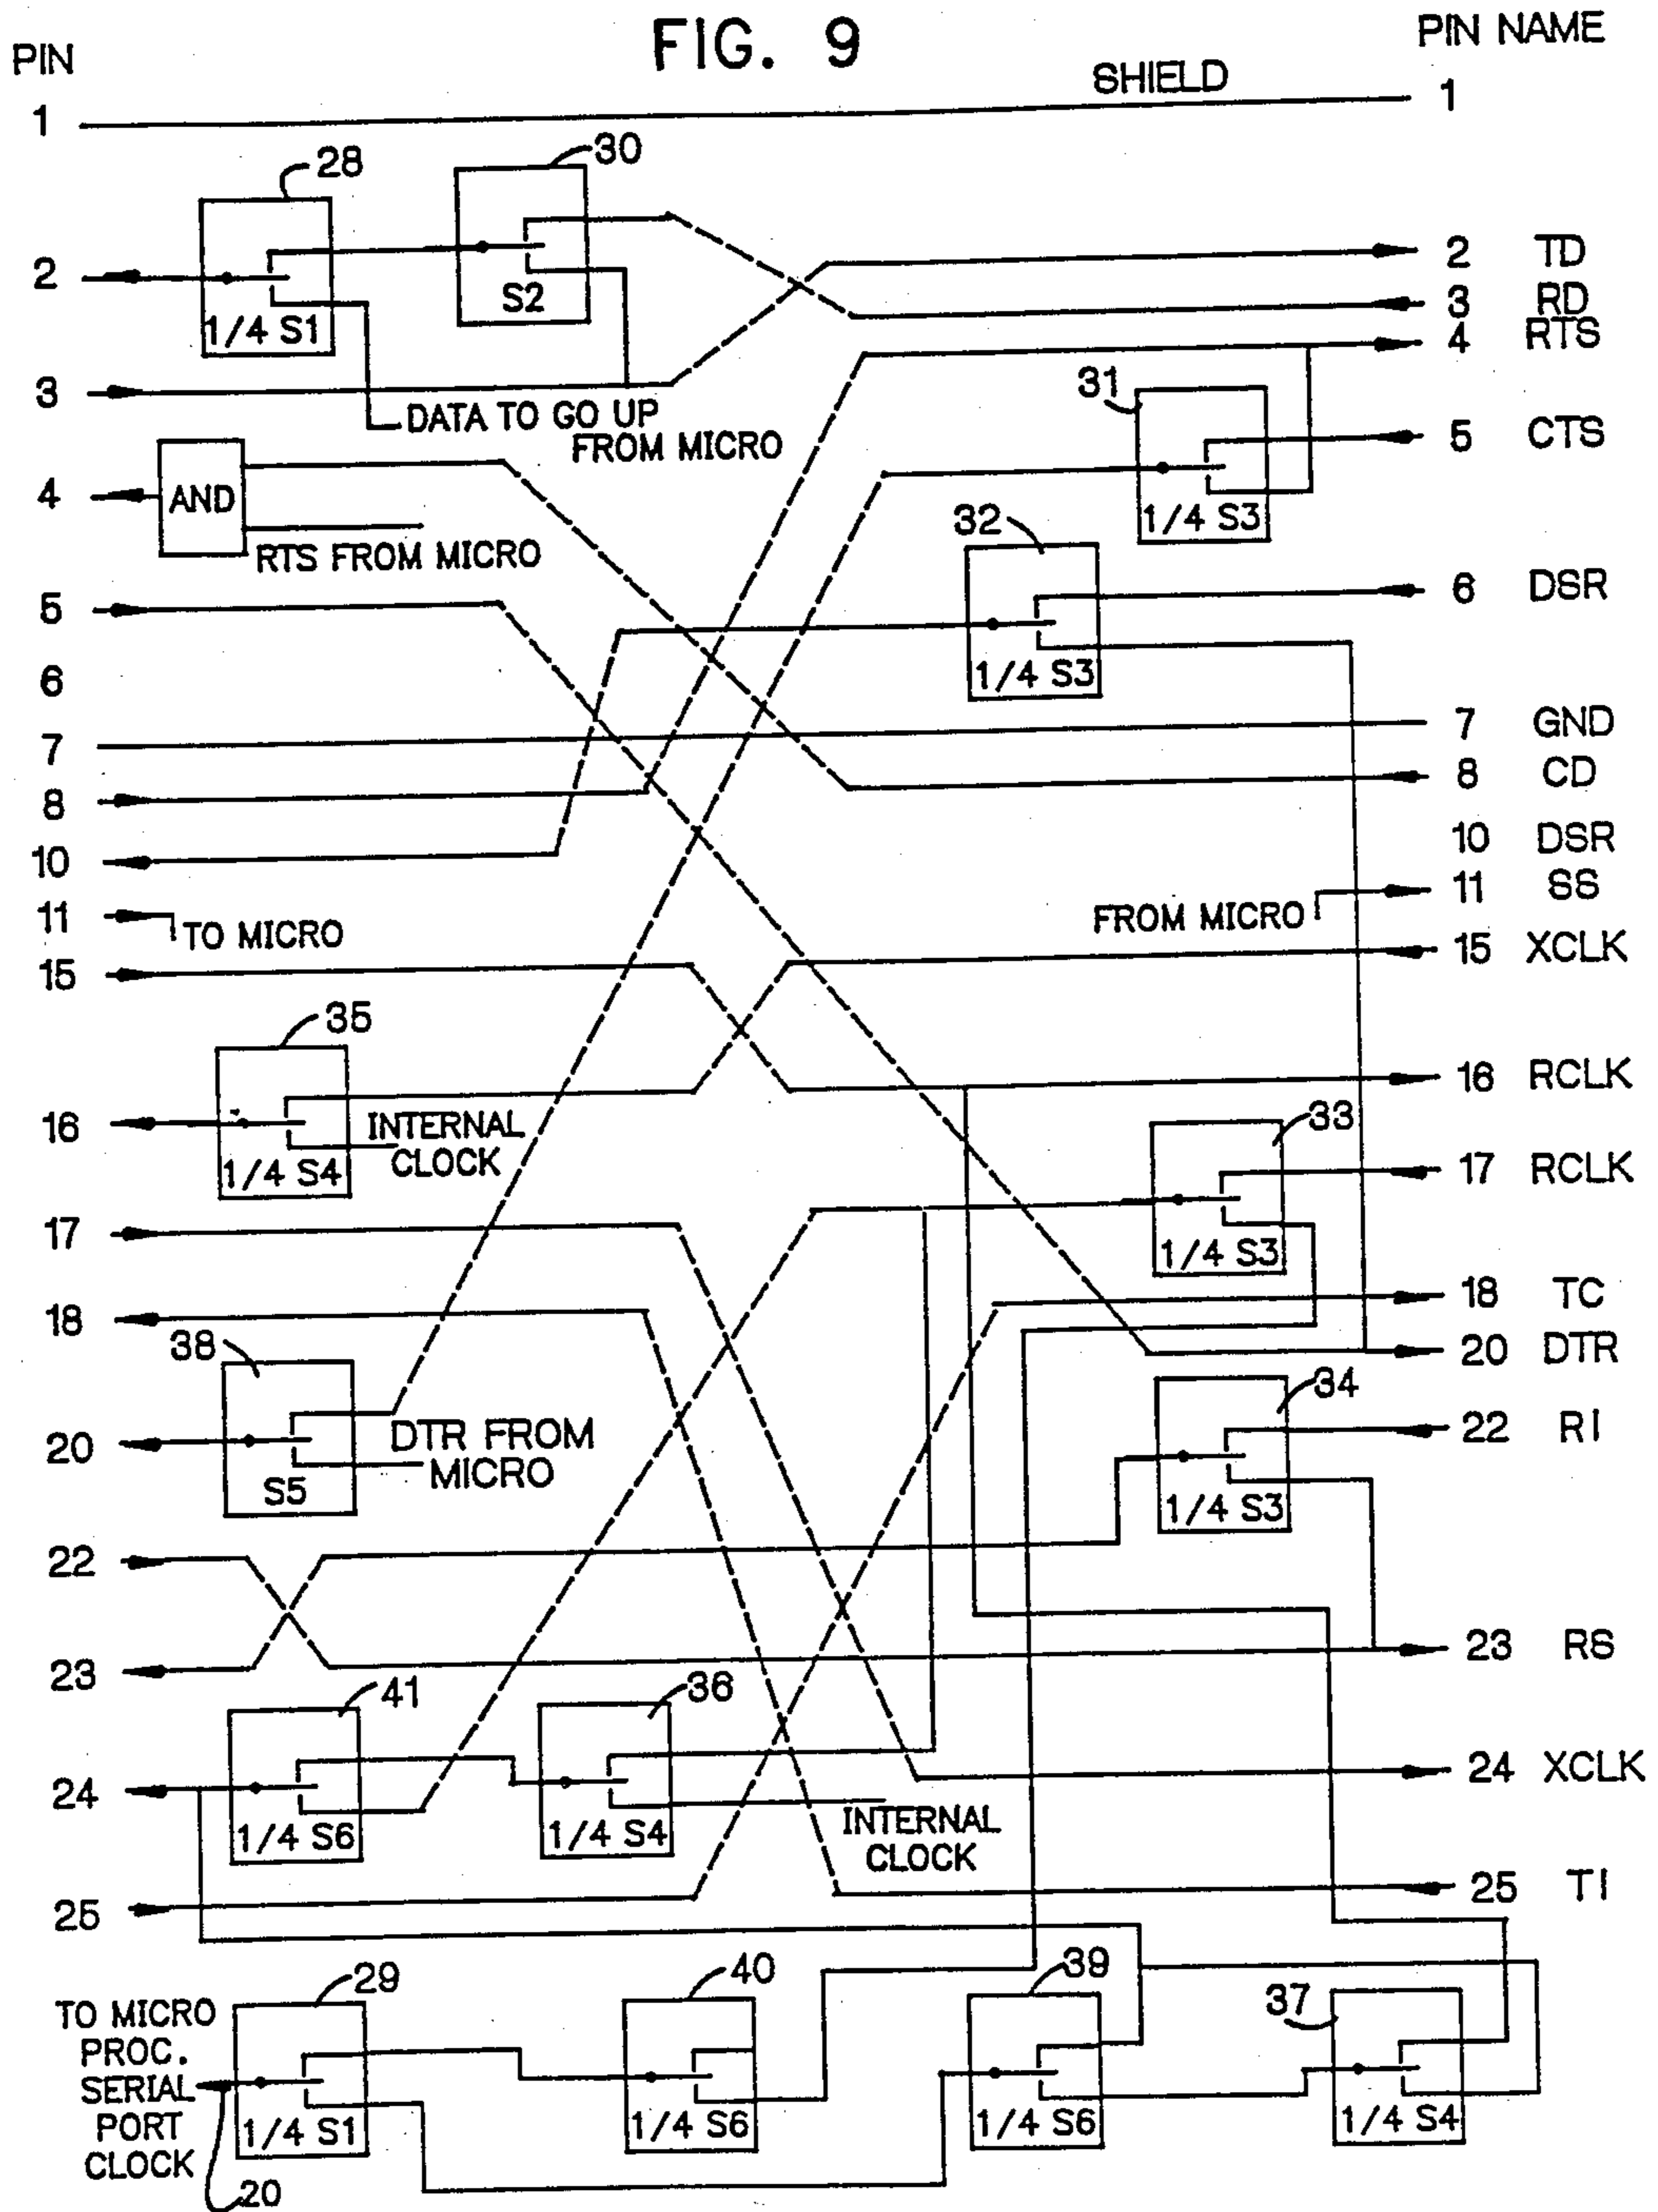 FIG. 9
PIN
PIN NAME
SHIELD
1
1
28
30
2
2 TD
3 RD
4 RTS
1/4 S1
S2
3
31
DATA TO GO UP
FROM MICRO
5 CTS
4
AND
1/4 S3
32
RTS FROM MICRO
5
6 DSR
6
1/4 S3
7
7 GND
8
8 CD
10
10 DSR
11
11 SS
TO MICRO
FROM MICRO
15
15 XCLK
35
16 RCLK
16
INTERNAL
CLOCK
1/4 S4
33
17 RCLK
17
1/4 S3
18
18 TC
38
20 DTR
34
20
DTR FROM
MICRO
22 RI
S5
1/4 S3
22
23
23 RS
41
36
24
24 XCLK
1/4 S6
1/4 S4
INTERNAL
CLOCK
25
25 TI
29
40
39
37
TO MICRO
PROC.
SERIAL
PORT
CLOCK
1/4 S1
1/4 S6
1/4 S6
1/4 S4
20